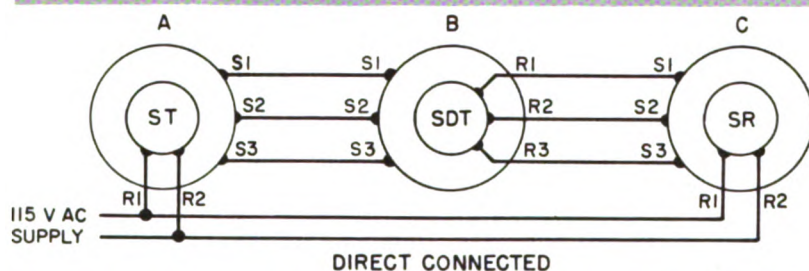 A B C
S1 S1 R1 S1
ST S2 S2 SDT R2 S2 SR
S3 S3 R3 S3
R1 R2 R1 R2
115 V AC
SUPPLY
DIRECT CONNECTED